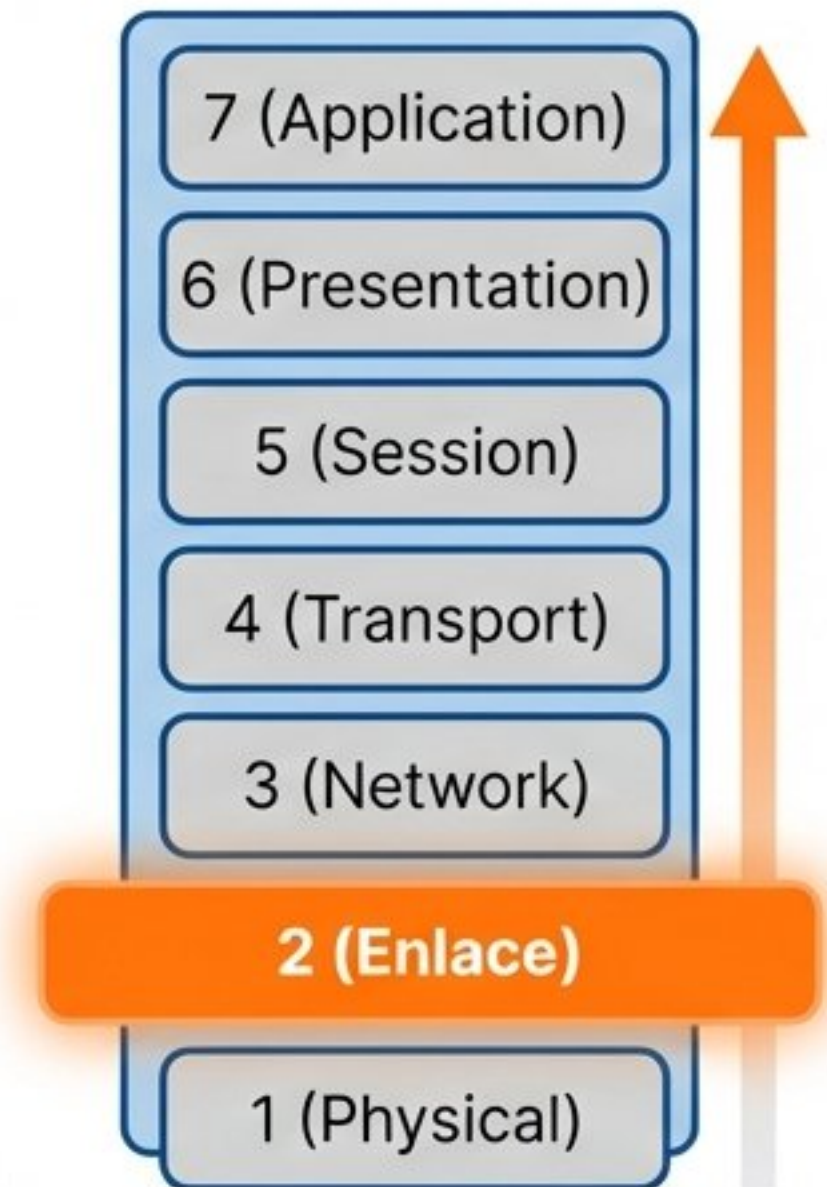 7 (Application)
6 (Presentation)
5 (Session)
4 (Transport)
3 (Network)
2 (Enlace)
1 (Physical)